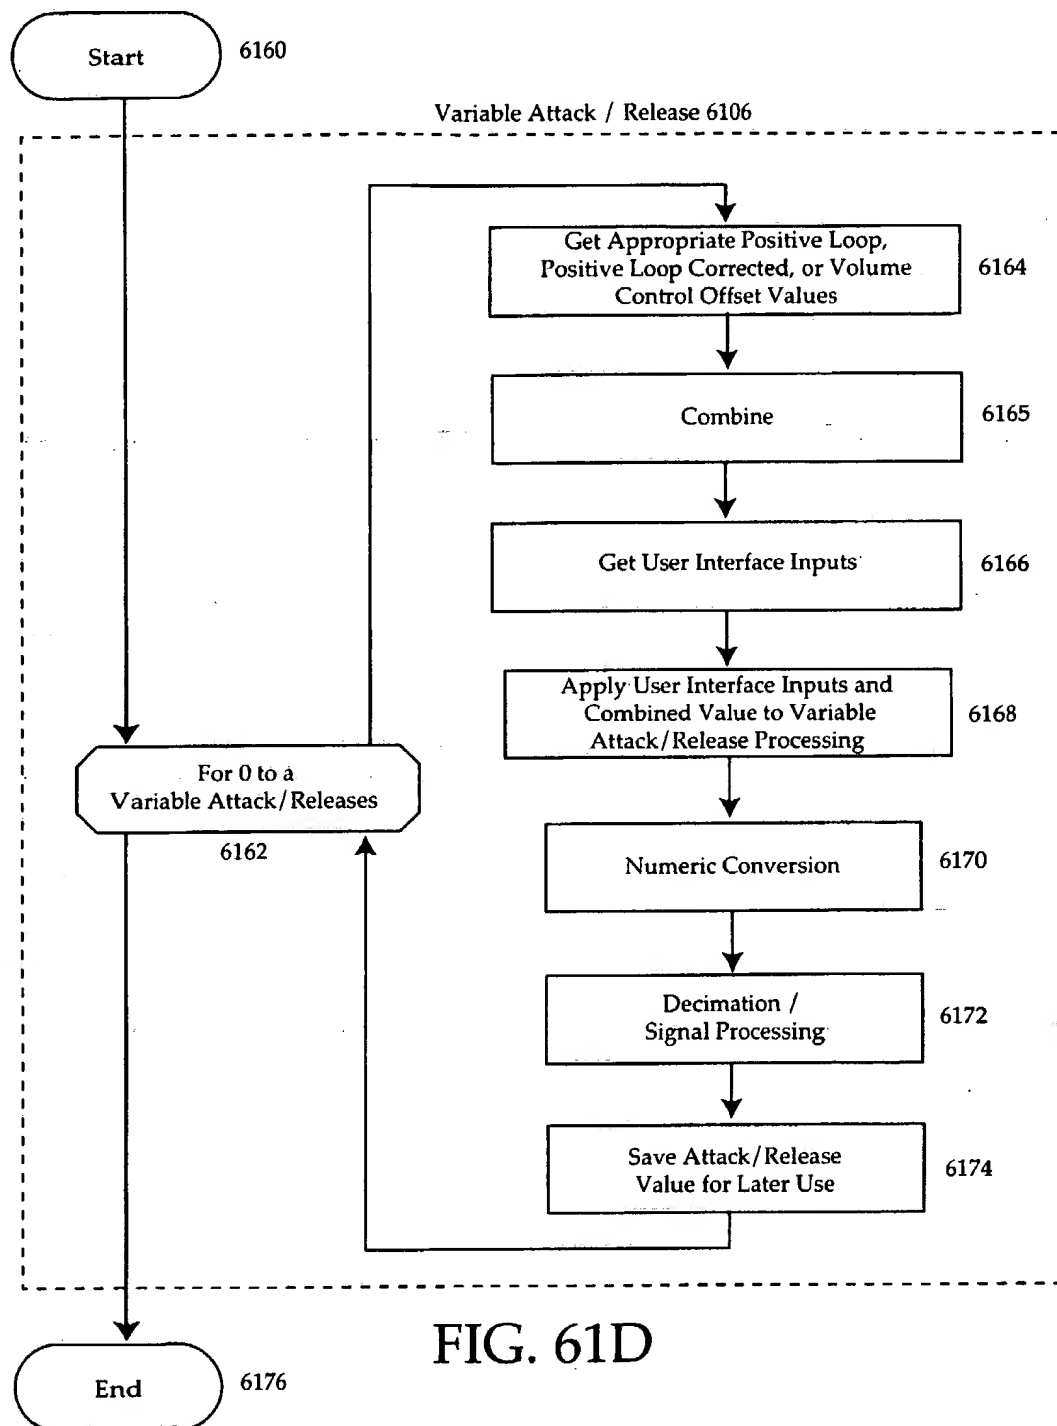 Start
6160
Variable Attack / Release 6106
Get Appropriate Positive Loop,
Positive Loop Corrected, or Volume
Control Offset Values
6164
Combine
6165
Get User Interface Inputs
6166
Apply User Interface Inputs and
Combined Value to Variable
Attack/Release Processing
6168
For 0 to a
Variable Attack/Releases
6162
Numeric Conversion
6170
Decimation /
Signal Processing
6172
Save Attack/Release
Value for Later Use
6174
FIG. 61D
End
6176